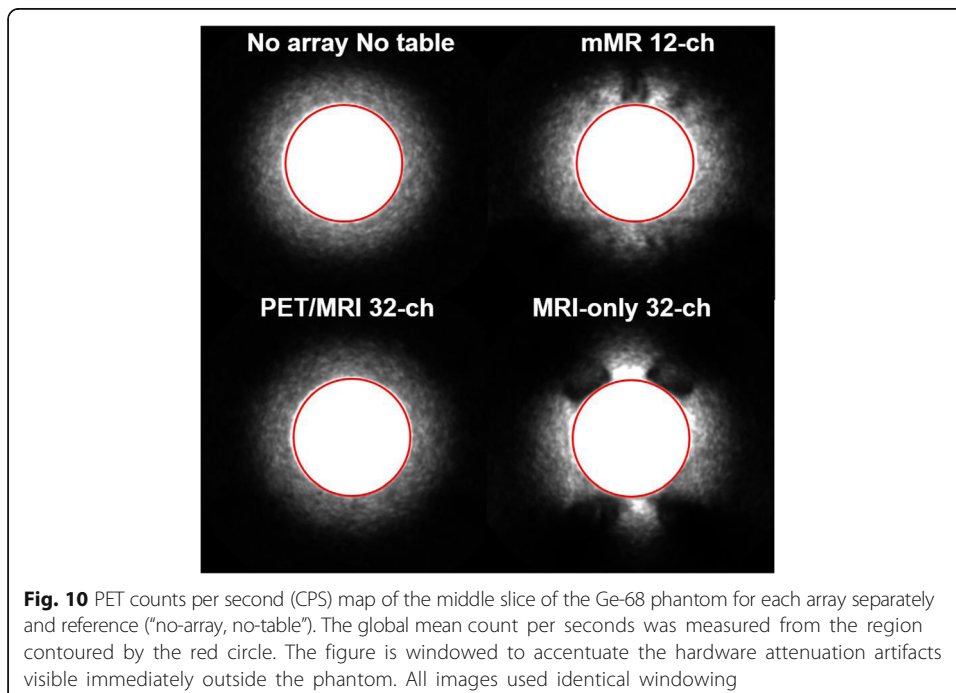 No array No table
mMR 12-ch
PET/MRI 32-ch
MRI-only 32-ch
Fig. 10 PET counts per second (CPS) map of the middle slice of the Ge-68 phantom for each array separately
and reference (“no-array, no-table”). The global mean count per seconds was measured from the region
contoured by the red circle. The figure is windowed to accentuate the hardware attenuation artifacts
visible immediately outside the phantom. All images used identical windowing